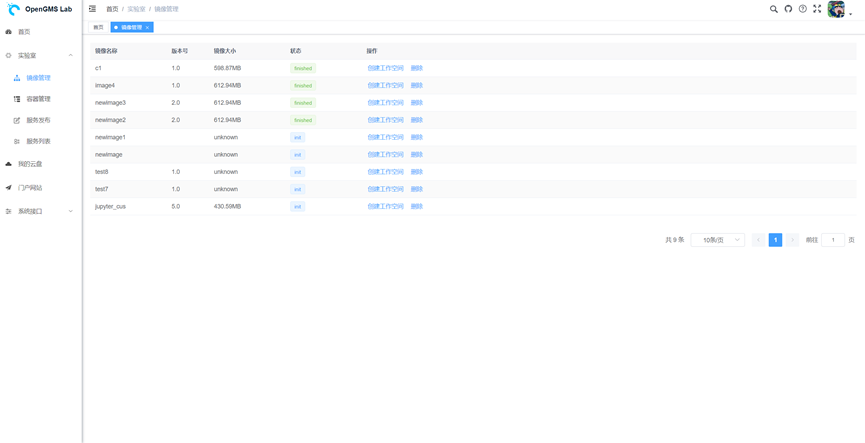 OpenGMS Lab
首页 / 实验室 / 镜像管理
首页
镜像管理 ×
首页
实验室
镜像管理
容器管理
服务发布
服务列表
我的云盘
门户网站
系统接口
镜像名称 版本号 镜像大小 状态 操作
c1 1.0 598.87MB finished 创建工作空间 删除
image4 1.0 612.94MB finished 创建工作空间 删除
newimage3 2.0 612.94MB finished 创建工作空间 删除
newimage2 2.0 612.94MB finished 创建工作空间 删除
newimage1 unknown init 创建工作空间 删除
newimage unknown init 创建工作空间 删除
test8 1.0 unknown init 创建工作空间 删除
test7 1.0 unknown init 创建工作空间 删除
jupyter_cus 5.0 430.59MB init 创建工作空间 删除
共 9 条 10条/页 1 前往 1 页